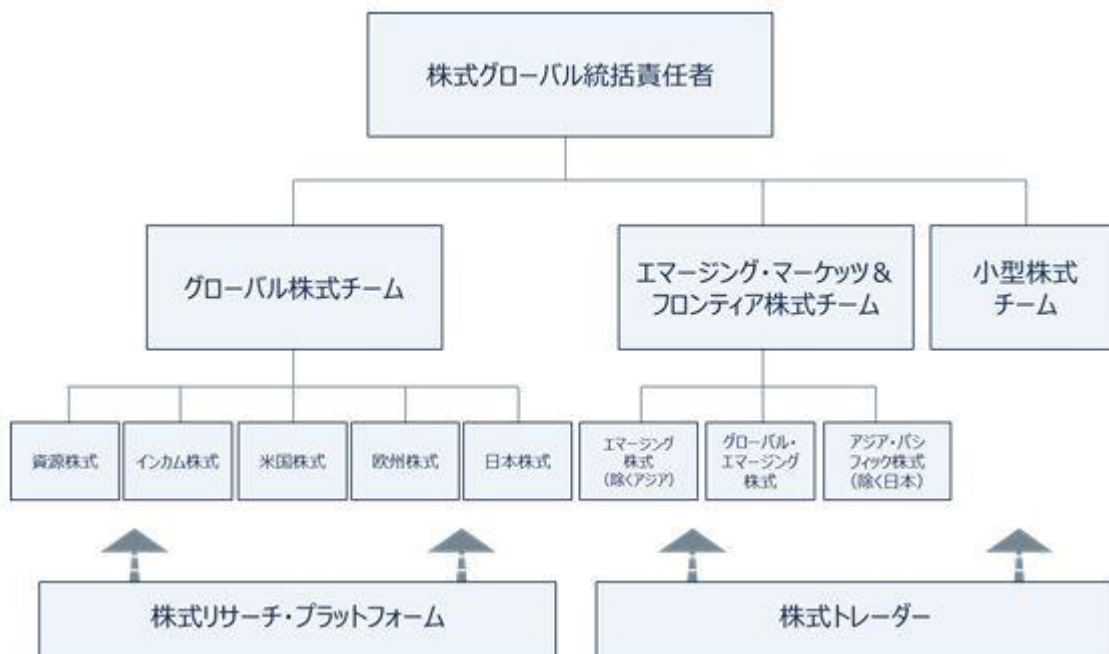 株式グローバル統括責任者
グローバル株式チーム
エマージング・マーケッツ＆
フロンティア株式チーム
小型株式
チーム
資源株式
インカム株式
米国株式
欧州株式
日本株式
エマージング
株式
(除くアジア)
グローバル・
エマージング
株式
アジア・パシ
フィック株式
(除く日本)
株式リサーチ・プラットフォーム
株式トレーダー